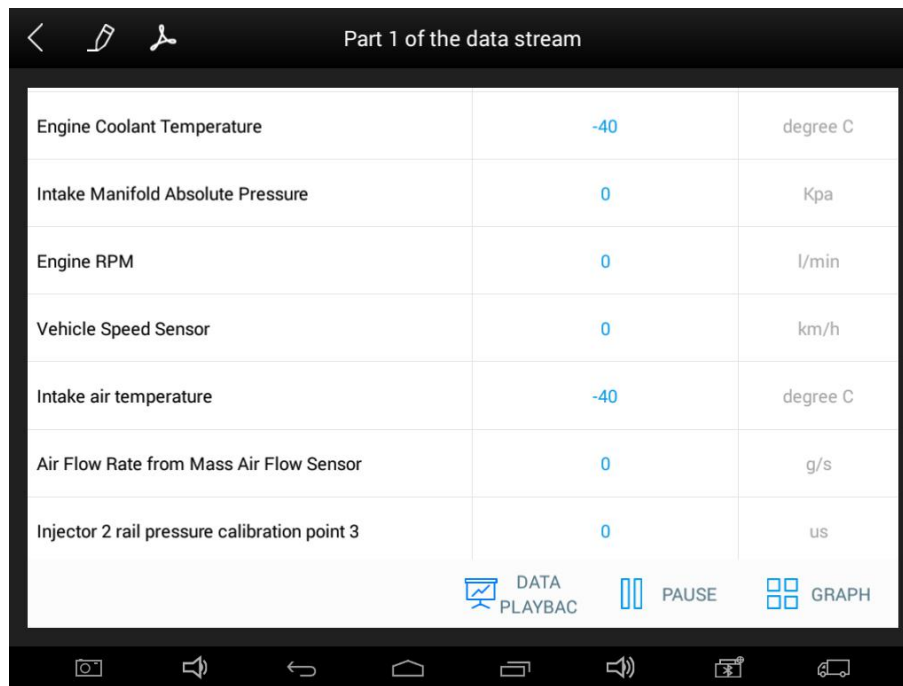 Part 1 of the data stream
Engine Coolant Temperature -40 degree C
Intake Manifold Absolute Pressure 0 Kpa
Engine RPM 0 l/min
Vehicle Speed Sensor 0 km/h
Intake air temperature -40 degree C
Air Flow Rate from Mass Air Flow Sensor 0 g/s
Injector 2 rail pressure calibration point 3 0 us
DATA
PLAYBAC PAUSE GRAPH